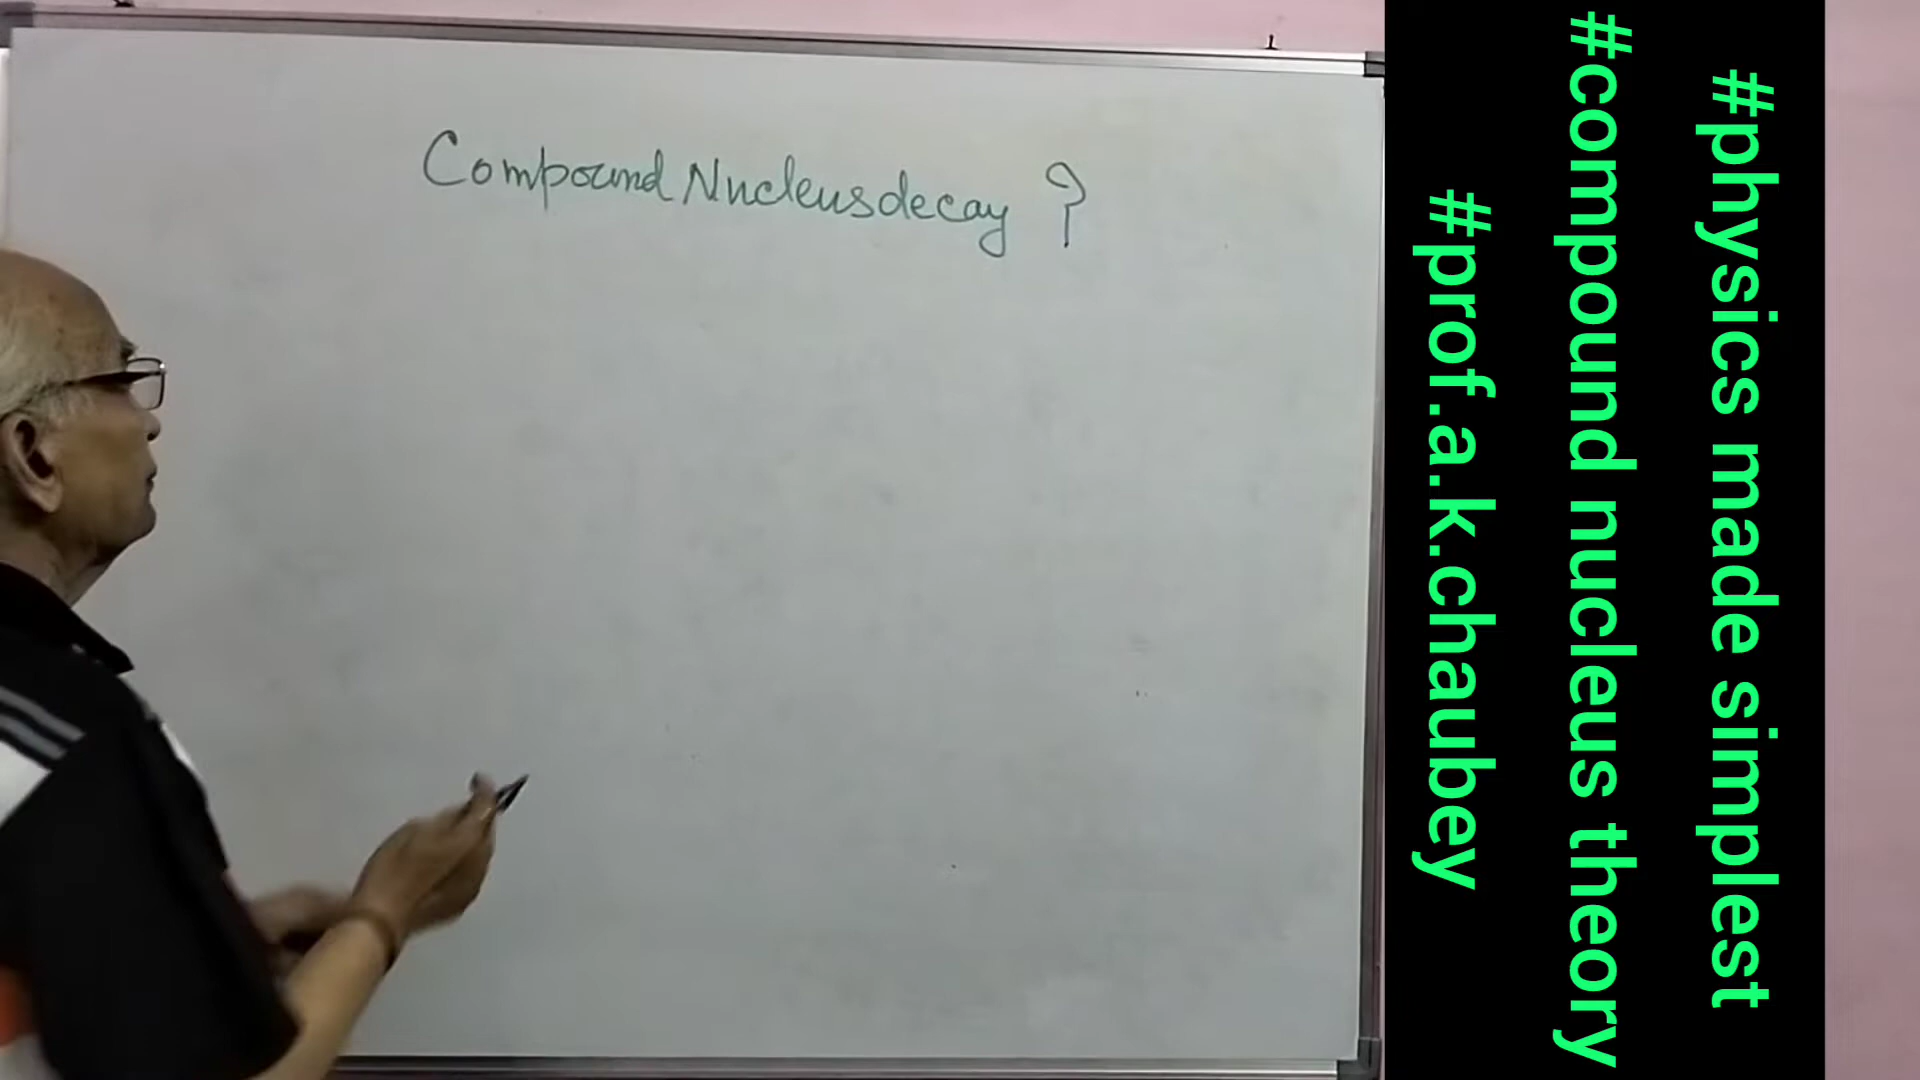 Compound Nucleus decay ?
#physics made simplest
#compound nucleus theory
#prof.a.k.chaubey